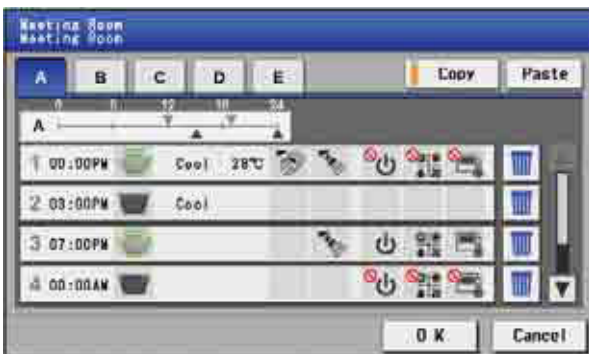 Meeting Room
Meeting Room
A B C D E Copy Paste
0 6 12 18 24
A
1 00:00PM Cool 28℃
2 03:00PM Cool
3 07:00PM
4 00:00AM
OK Cancel